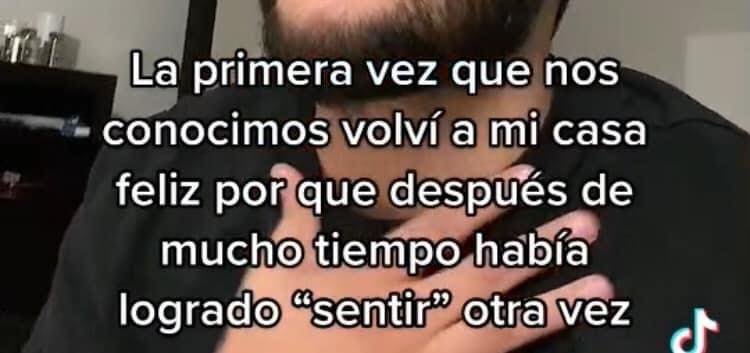 La primera vez que nos
conocimos volví a mi casa
feliz por que después de
mucho tiempo había
logrado “sentir” otra vez